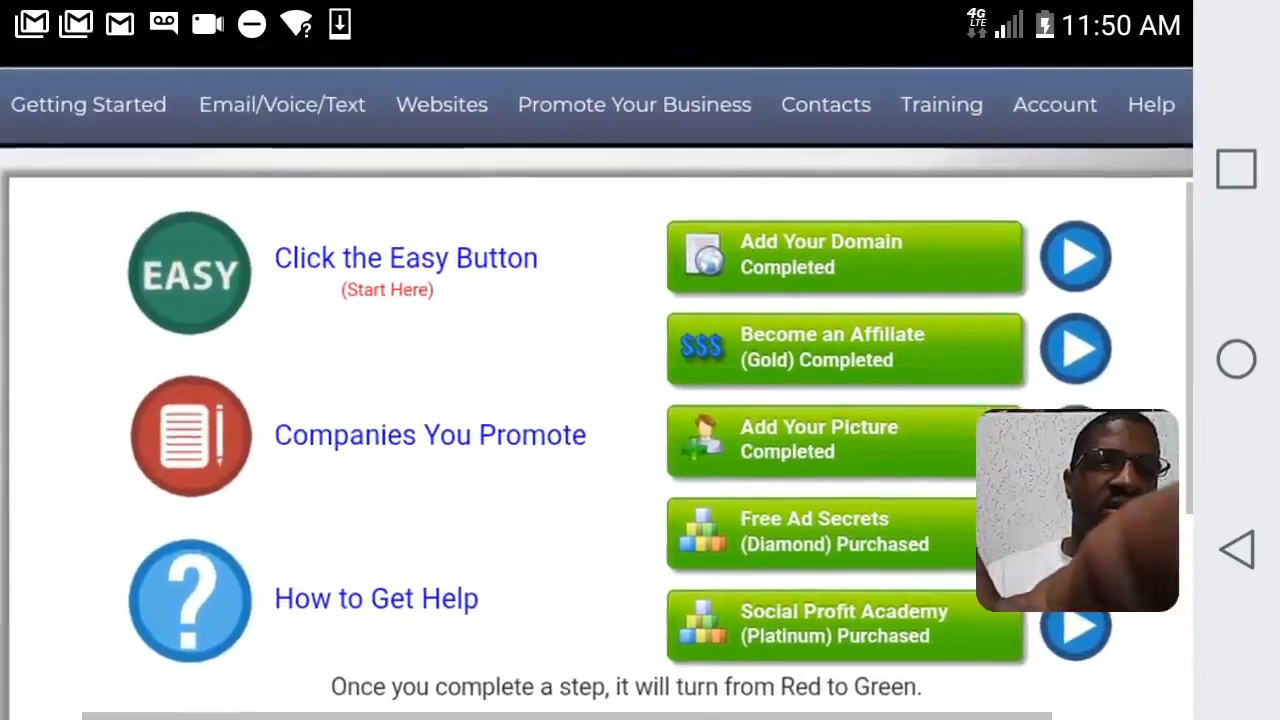 4G
LTE
11:50 AM
Getting Started
Email/Voice/Text
Websites
Promote Your Business
Contacts
Training
Account
Help
EASY
Click the Easy Button
(Start Here)
Companies You Promote
?
How to Get Help
Add Your Domain
Completed
$$$
Become an Affiliate
(Gold) Completed
Add Your Picture
Completed
Free Ad Secrets
(Diamond) Purchased
Social Profit Academy
(Platinum) Purchased
Once you complete a step, it will turn from Red to Green.